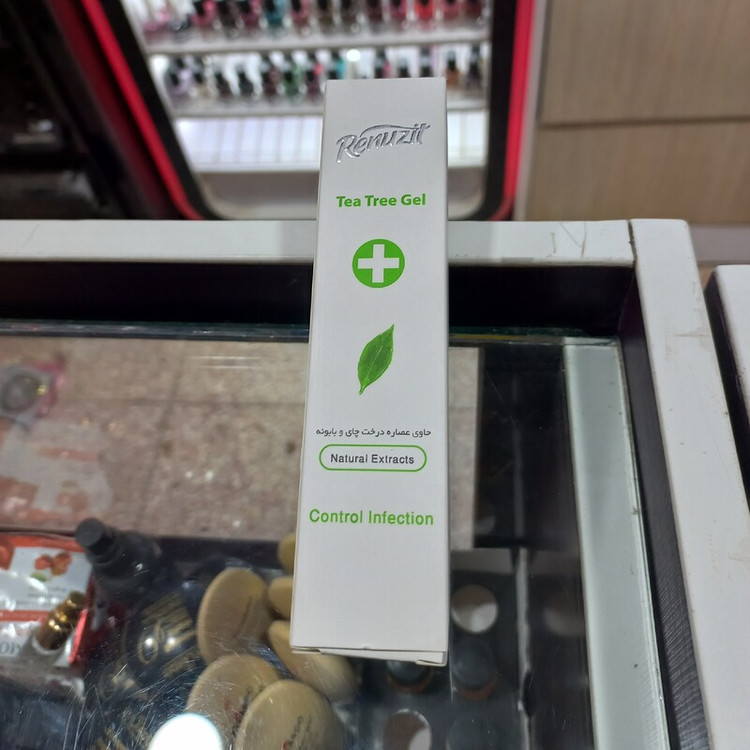 Renuzit
Tea Tree Gel
حاوی عصاره درخت چای و بابونه
Natural Extracts
Control Infection